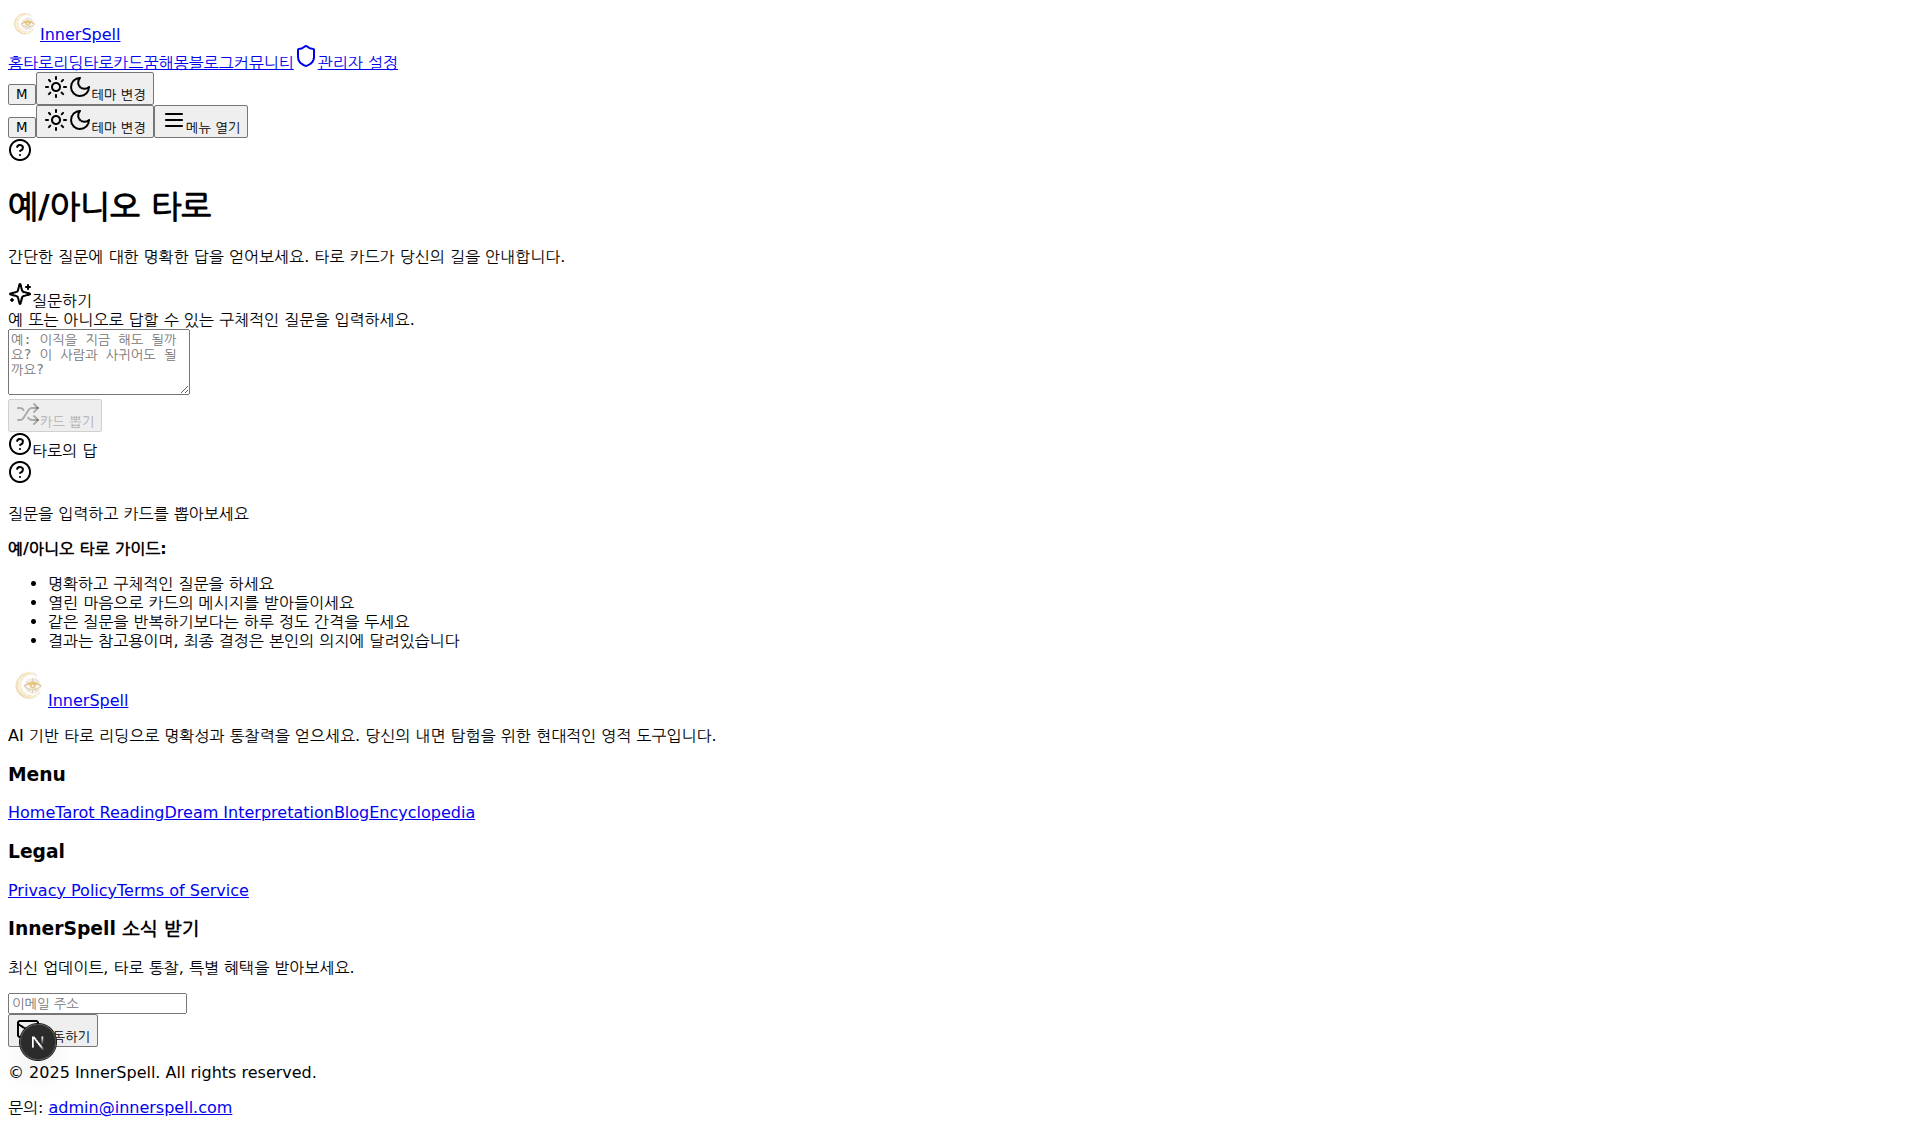 InnerSpell
홈타로리딩타로카드꿈해몽블로그커뮤니티관리자 설정
M 테마 변경
M 테마 변경 메뉴 열기
예/아니오 타로
간단한 질문에 대한 명확한 답을 얻어보세요. 타로 카드가 당신의 길을 안내합니다.
질문하기
예 또는 아니오로 답할 수 있는 구체적인 질문을 입력하세요.
예: 이직을 지금 해도 될까
요? 이 사람과 사귀어도 될
까요?
카드 뽑기
타로의 답
질문을 입력하고 카드를 뽑아보세요
예/아니오 타로 가이드:
명확하고 구체적인 질문을 하세요
열린 마음으로 카드의 메시지를 받아들이세요
같은 질문을 반복하기보다는 하루 정도 간격을 두세요
결과는 참고용이며, 최종 결정은 본인의 의지에 달려있습니다
InnerSpell
AI 기반 타로 리딩으로 명확성과 통찰력을 얻으세요. 당신의 내면 탐험을 위한 현대적인 영적 도구입니다.
Menu
HomeTarot ReadingDream InterpretationBlogEncyclopedia
Legal
Privacy PolicyTerms of Service
InnerSpell 소식 받기
최신 업데이트, 타로 통찰, 특별 혜택을 받아보세요.
이메일 주소
독하기
© 2025 InnerSpell. All rights reserved.
문의: admin@innerspell.com